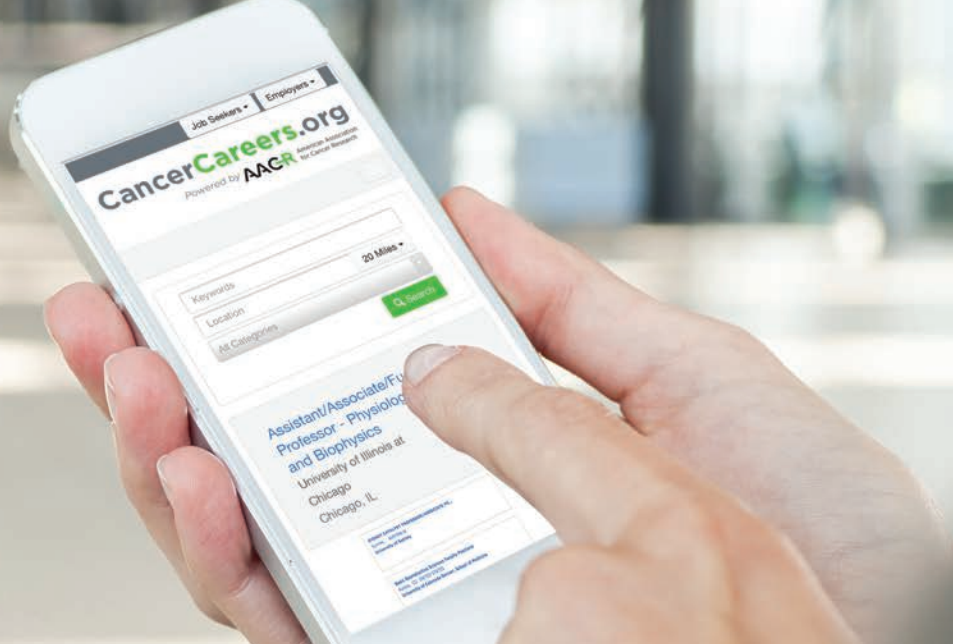 Job Seekers
Employers
CancerCareers.org
Powered by AACR American Association
for Cancer Research
Keywords
Location
20 Miles
All Categories
Search
Assistant/Associate/Fu
Professor - Physiolog
and Biophysics
University of Illinois at
Chicago
Chicago, IL